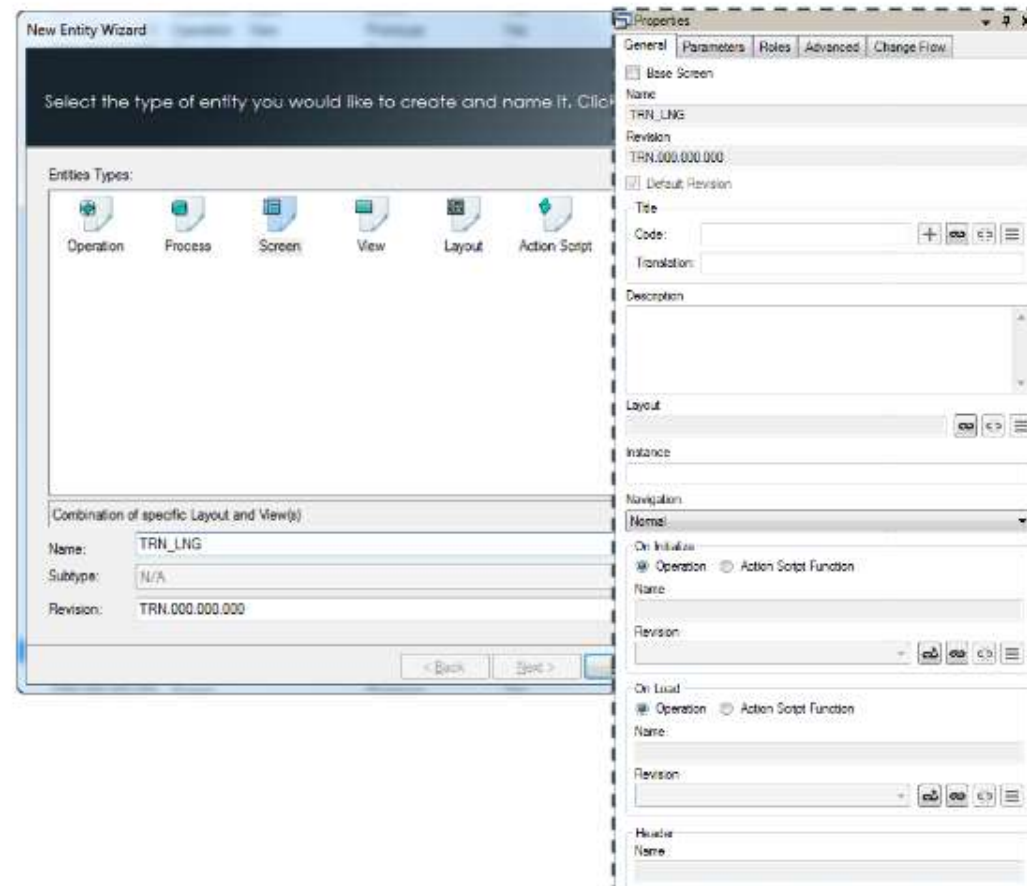 New Entity Wizard
Select the type of entity you would like to create and name it. Clic
Entities Types:
Operation Process Screen View Layout Action Script
Combination of specific Layout and View(s)
Name: TRN_LNG
Subtype: N/A
Revision: TRN.000.000.000
< Back Next >
Properties
General Parameters Roles Advanced Change Flow
Base Screen
Name
TRN_LNG
Revision
TRN.000.000.000
Default Revision
Title
Code:
Translation:
Description
Layout
Instance
Navigation
Normal
On Initialize
Operation Action Script Function
Name
Revision
On Load
Operation Action Script Function
Name
Revision
Header
Name